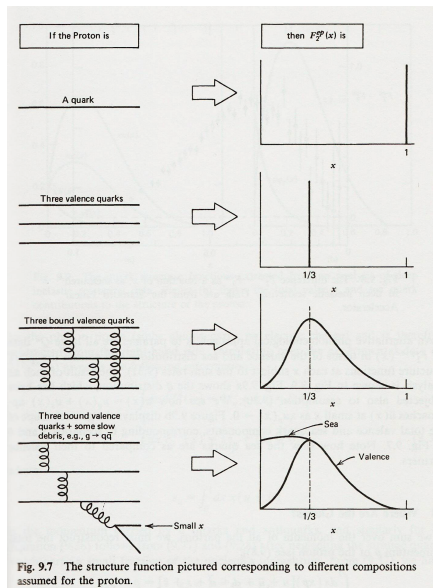 If the Proton is
then F₂ᵉᵖ(x) is
A quark
1
x
Three valence quarks
1/3
1
x
Three bound valence quarks
1/3
1
x
Three bound valence
quarks + some slow
debris, e.g., g → qq̄
Sea
Valence
Small x
1/3
1
x
Fig. 9.7 The structure function pictured corresponding to different compositions
assumed for the proton.